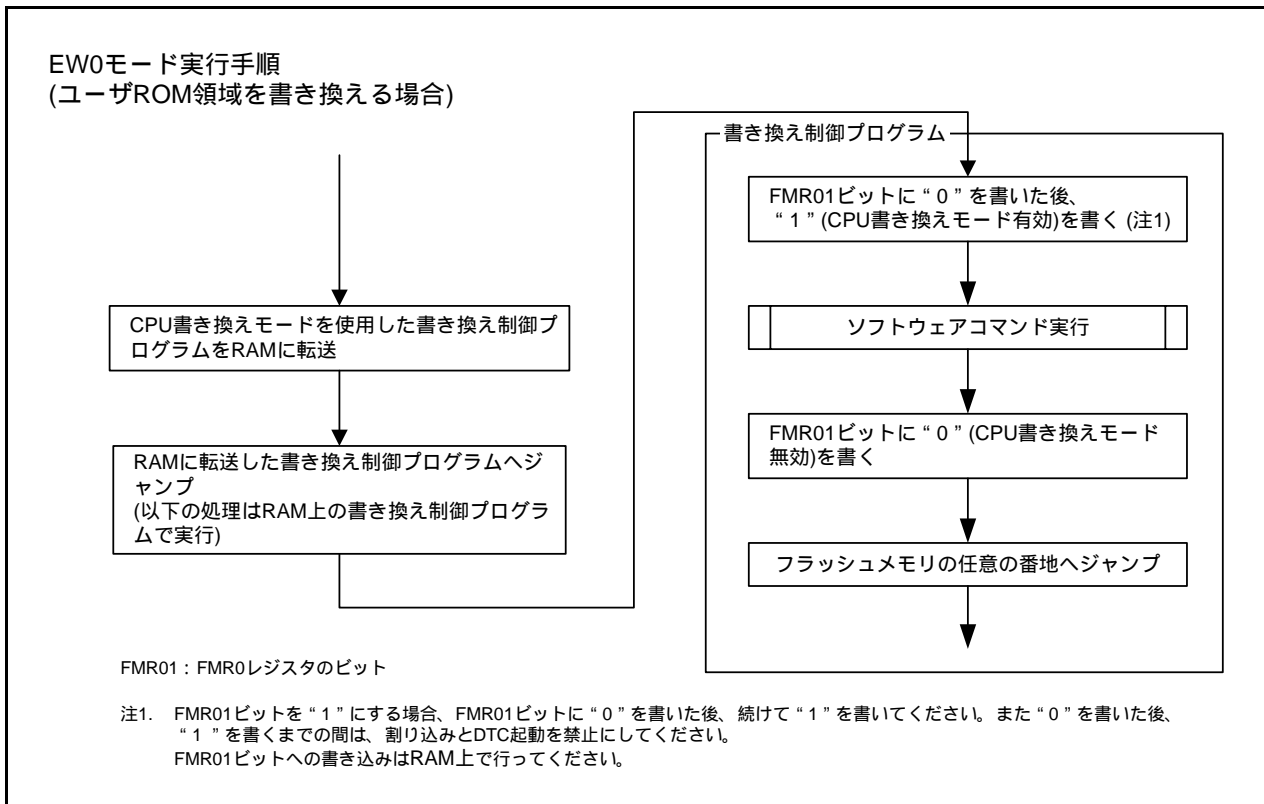 EW0モード実行手順
(ユーザROM領域を書き換える場合)
CPU書き換えモードを使用した書き換え制御プ
ログラムをRAMに転送
RAMに転送した書き換え制御プログラムへジ
ャンプ
(以下の処理はRAM上の書き換え制御プログラ
ムで実行)
書き換え制御プログラム
FMR01ビットに“0”を書いた後、
“1”(CPU書き換えモード有効)を書く (注1)
ソフトウェアコマンド実行
FMR01ビットに“0”(CPU書き換えモード
無効)を書く
フラッシュメモリの任意の番地へジャンプ
FMR01：FMR0レジスタのビット
注1. FMR01ビットを“1”にする場合、FMR01ビットに“0”を書いた後、続けて“1”を書いてください。また“0”を書いた後、
“1”を書くまでの間は、割り込みとDTC起動を禁止にしてください。
FMR01ビットへの書き込みはRAM上で行ってください。